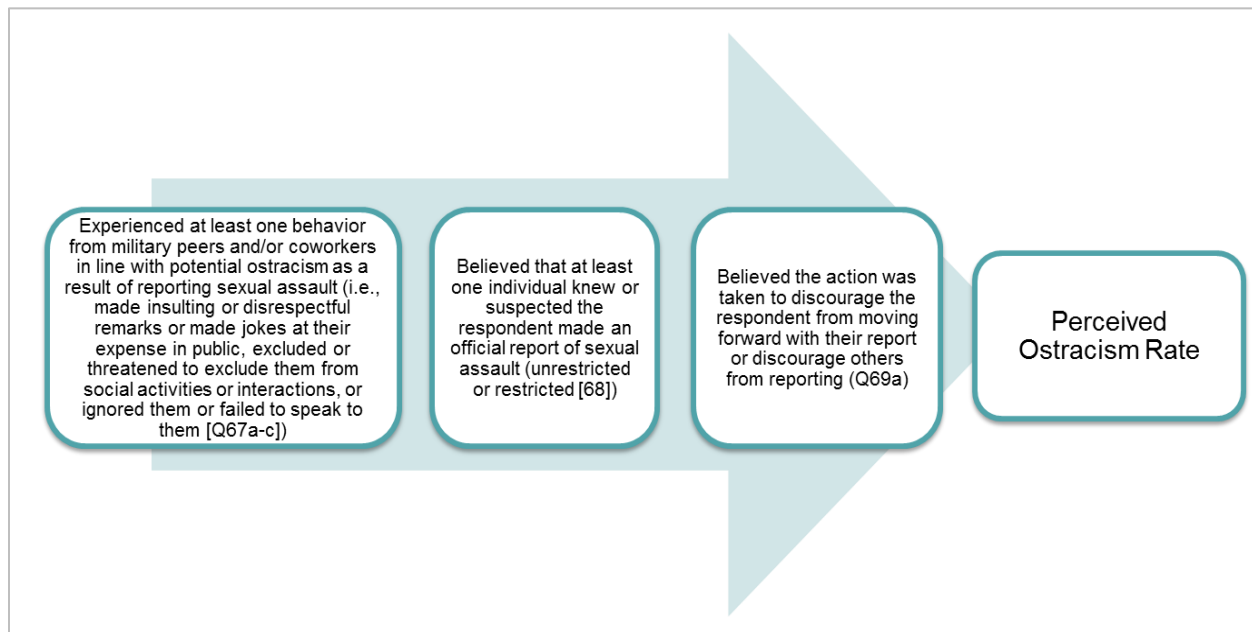 Experienced at least one behavior
from military peers and/or coworkers
in line with potential ostracism as a
result of reporting sexual assault (i.e.,
made insulting or disrespectful
remarks or made jokes at their
expense in public, excluded or
threatened to exclude them from
social activities or interactions, or
ignored them or failed to speak to
them [Q67a-c])
Believed that at least
one individual knew or
suspected the
respondent made an
official report of sexual
assault (unrestricted
or restricted [68])
Believed the action was
taken to discourage the
respondent from moving
forward with their report
or discourage others
from reporting (Q69a)
Perceived
Ostracism Rate